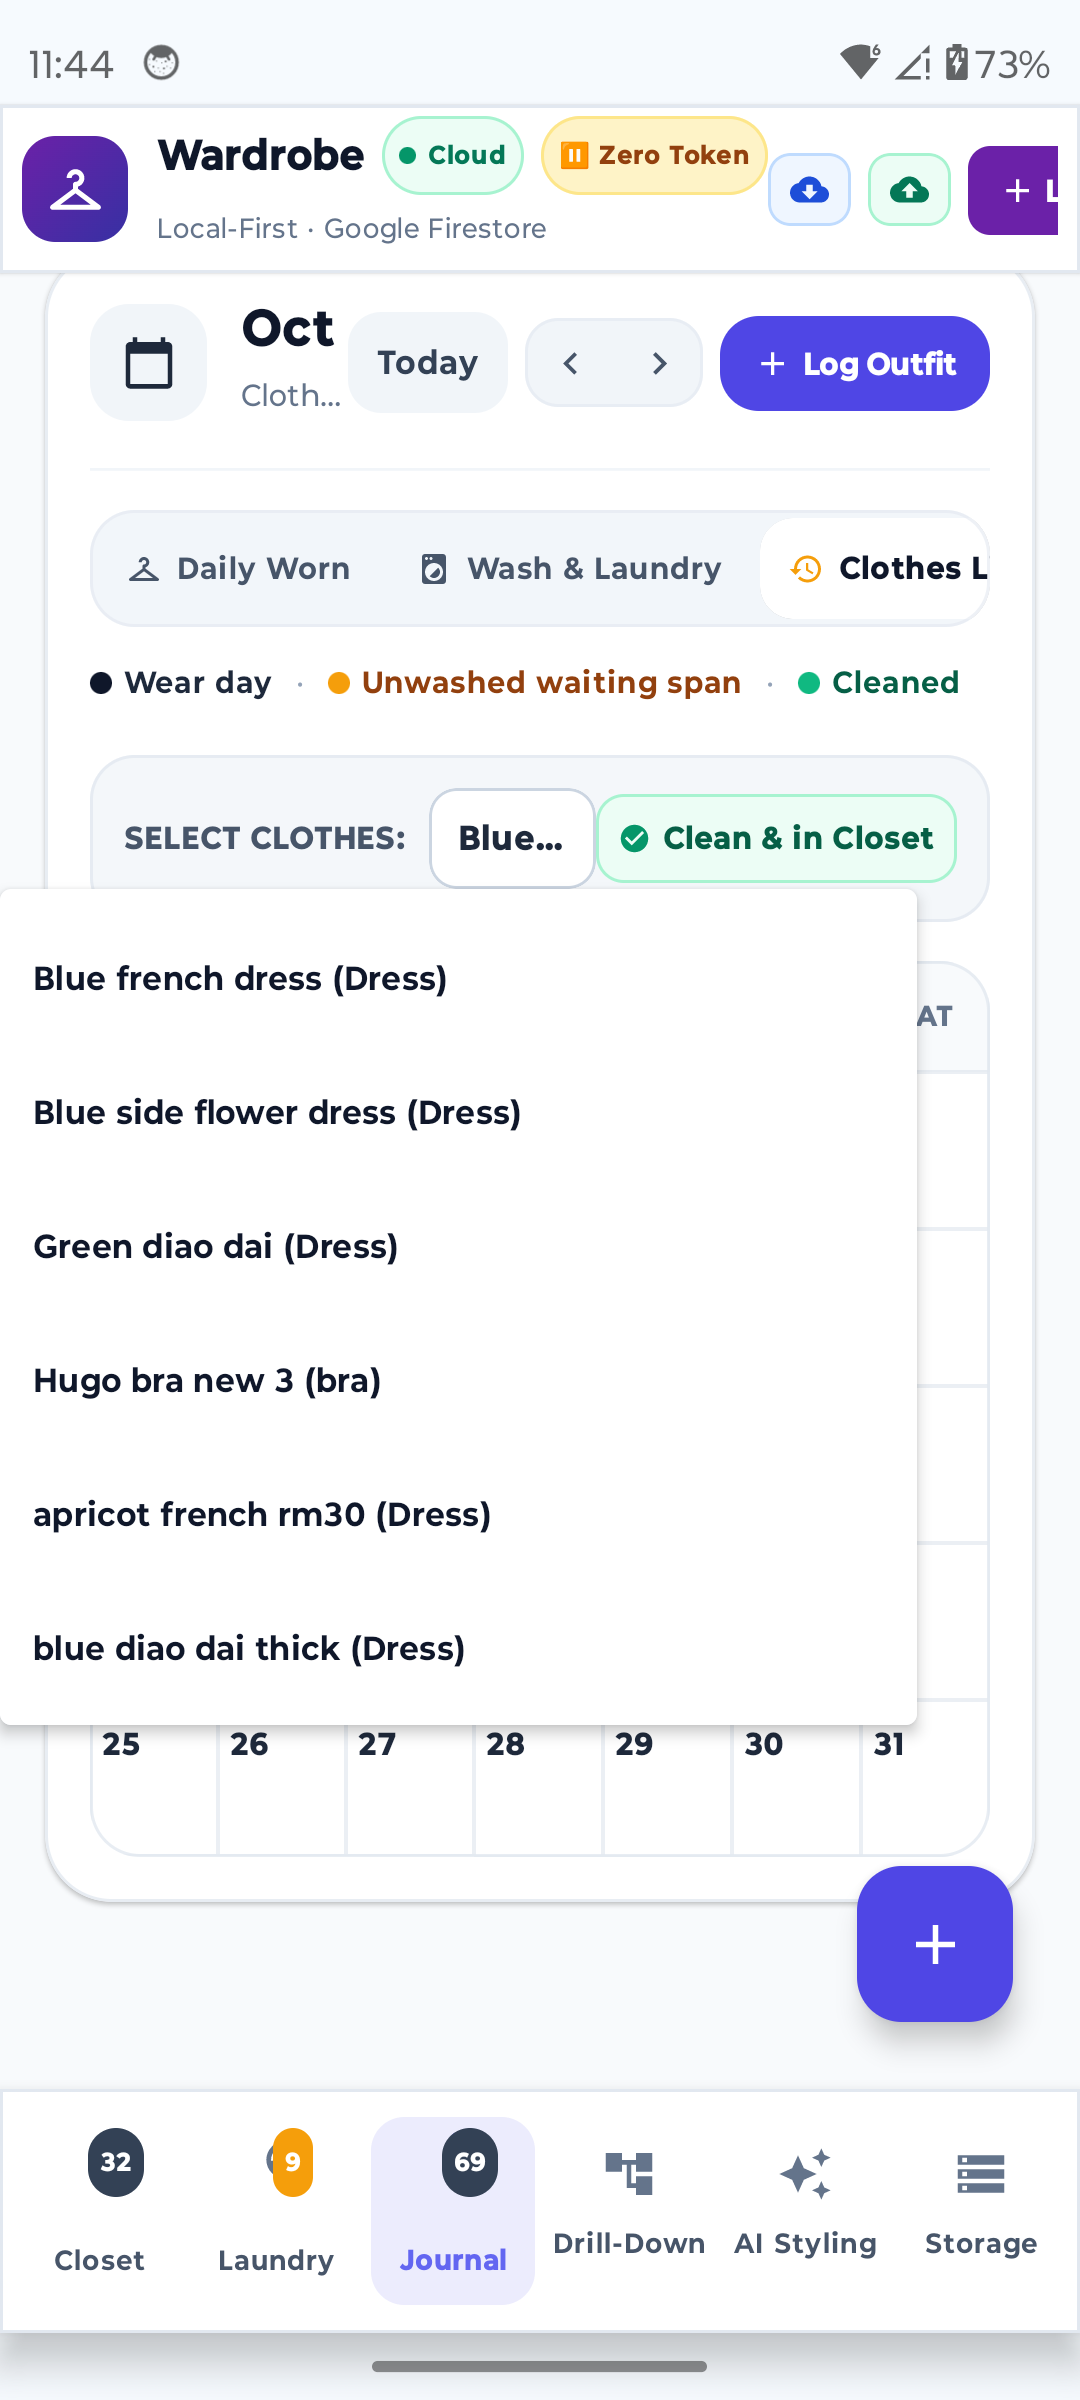 11:44
6
73%
Wardrobe
Cloud
Zero Token
Local-First · Google Firestore
+ L
Oct
Cloth...
Today
+ Log Outfit
Daily Worn
Wash & Laundry
Clothes L
Wear day · Unwashed waiting span · Cleaned
SELECT CLOTHES:
Blue...
Clean & in Closet
Blue french dress (Dress)
Blue side flower dress (Dress)
Green diao dai (Dress)
Hugo bra new 3 (bra)
apricot french rm30 (Dress)
blue diao dai thick (Dress)
AT
25 26 27 28 29 30 31
+
32
9
69
Closet
Laundry
Journal
Drill-Down
AI Styling
Storage